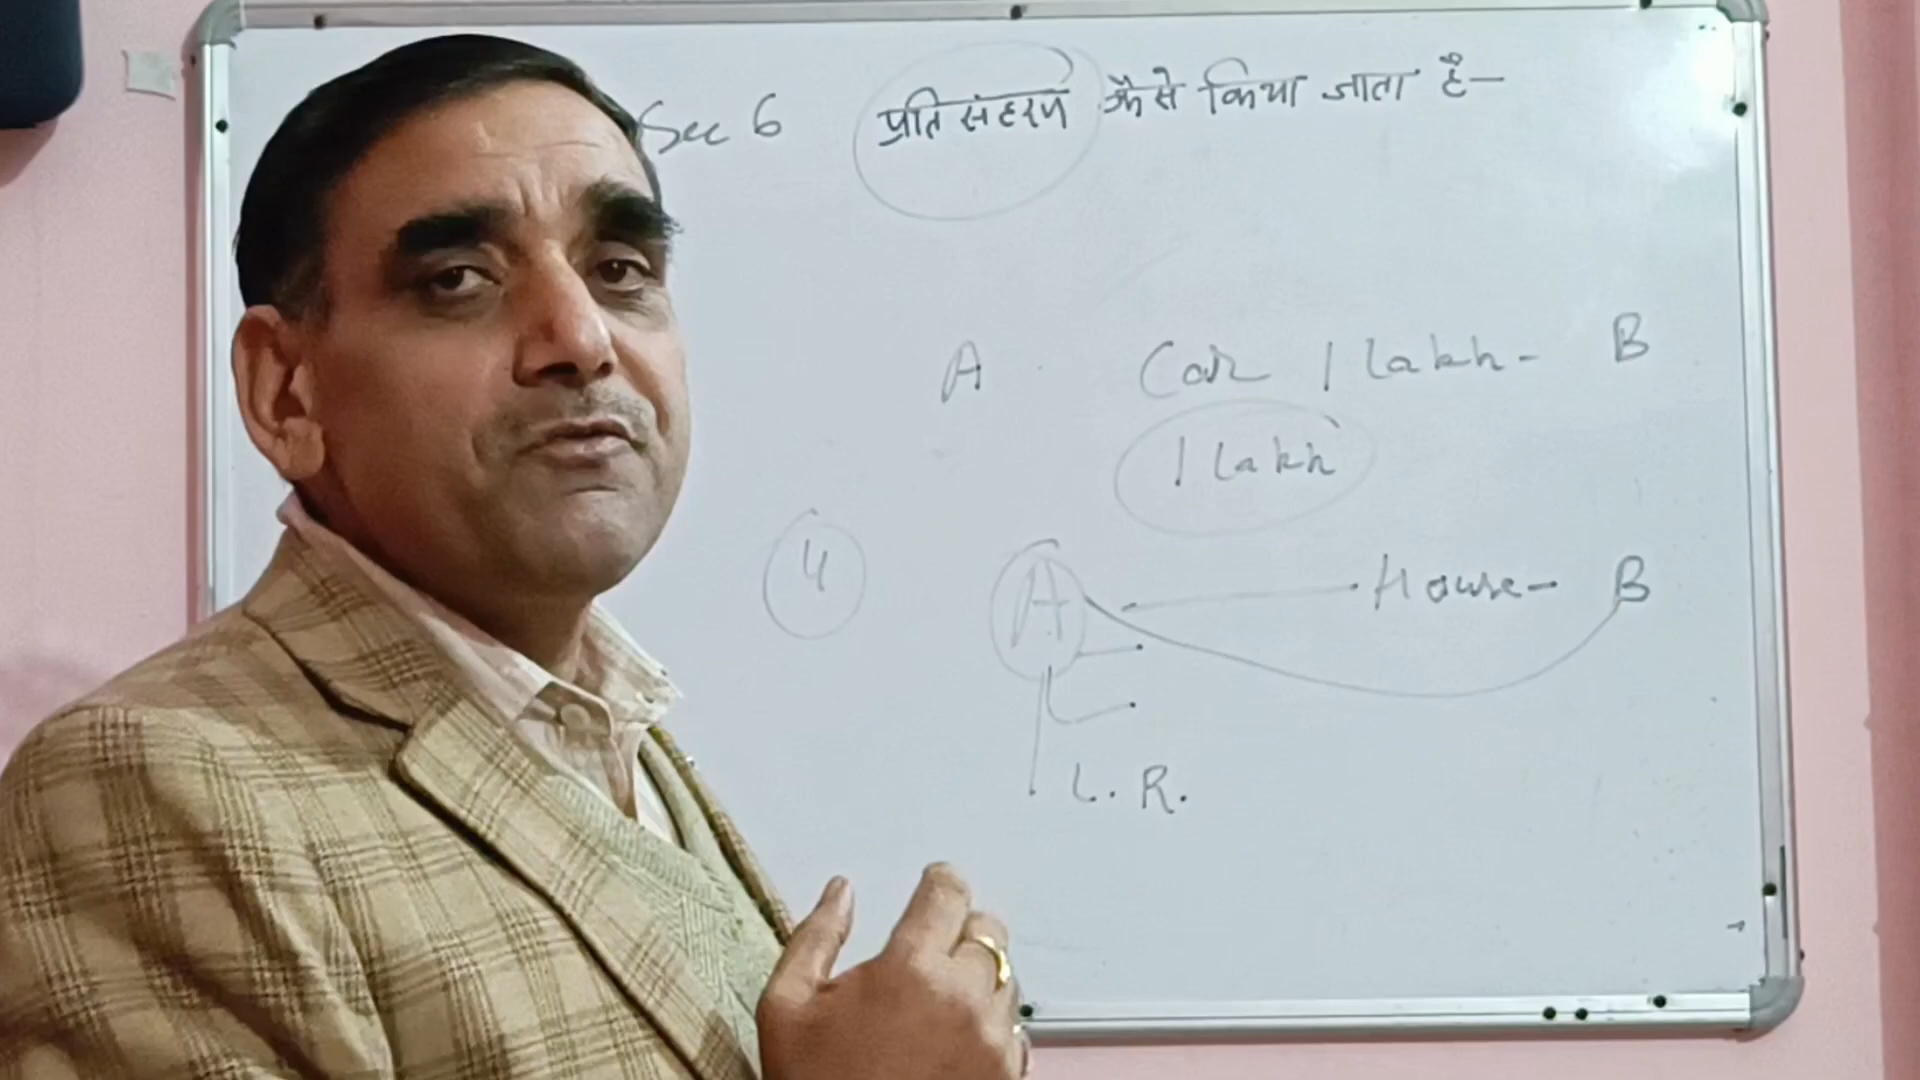 Sec 6 प्रतिसंहरण कैसे किया जाता है-
A Car 1 Lakh- B
1 Lakh
4 A House- B
L. R.